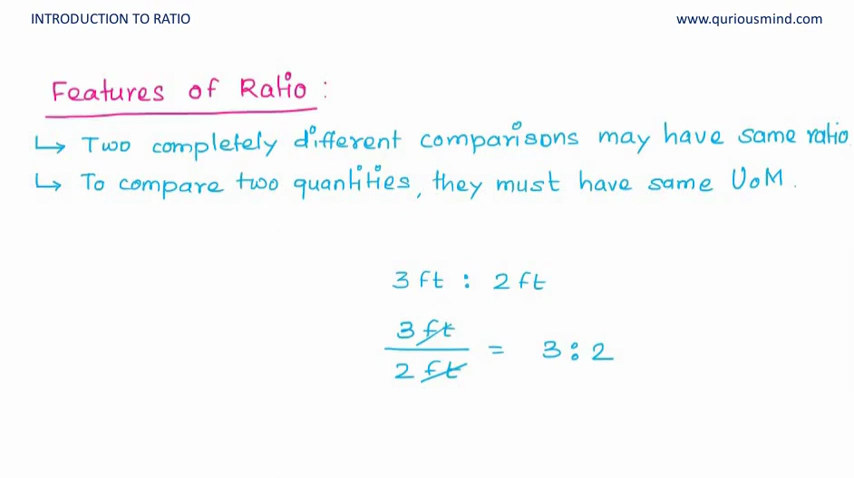 INTRODUCTION TO RATIO
www.quriousmind.com
Features of Ratio :
↳ Two completely different comparisons may have same ratio
↳ To compare two quantities, they must have same UoM.
3 ft : 2 ft
3 ft
2 ft
= 3 : 2